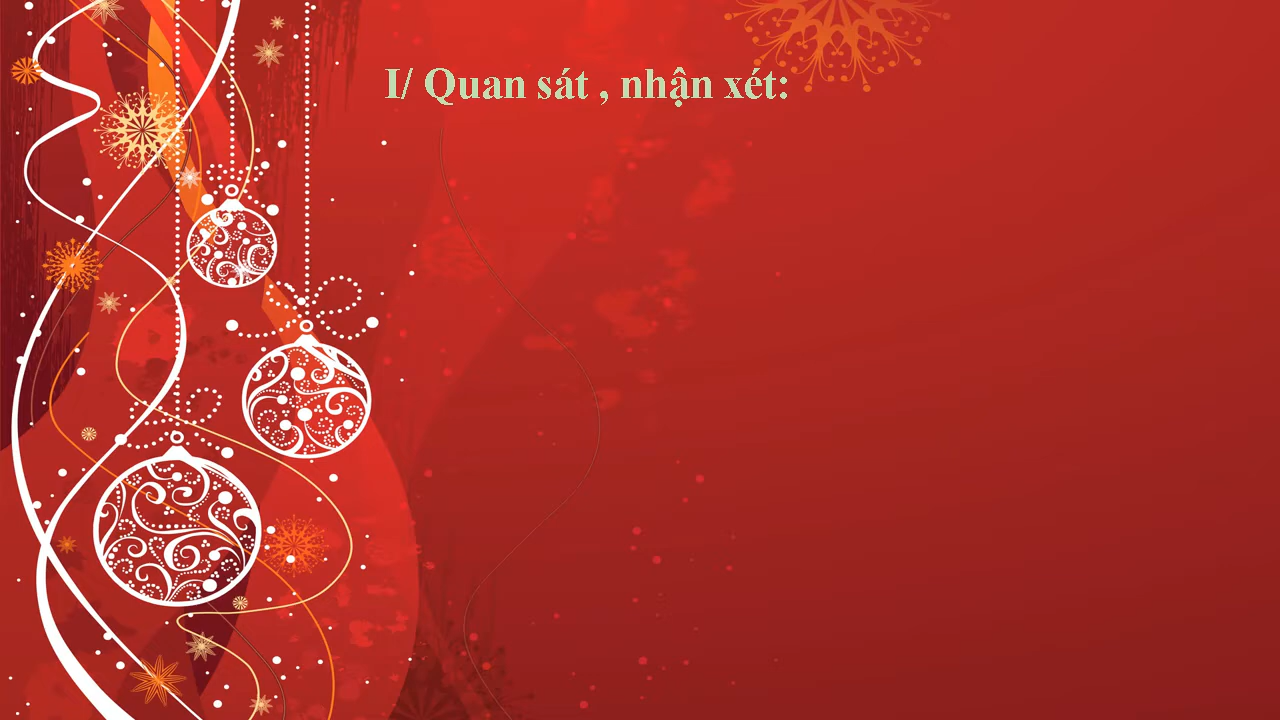 I/ Quan sát , nhận xét: